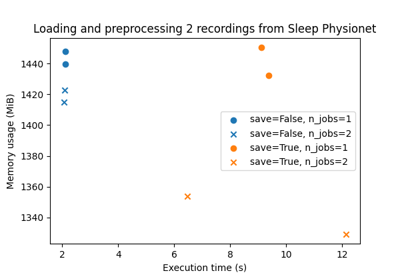 Loading and preprocessing 2 recordings from Sleep Physionet
1440
1420
1400
1380
1360
1340
Memory usage (MiB)
save=False, n_jobs=1
save=False, n_jobs=2
save=True, n_jobs=1
save=True, n_jobs=2
2 4 6 8 10 12
Execution time (s)